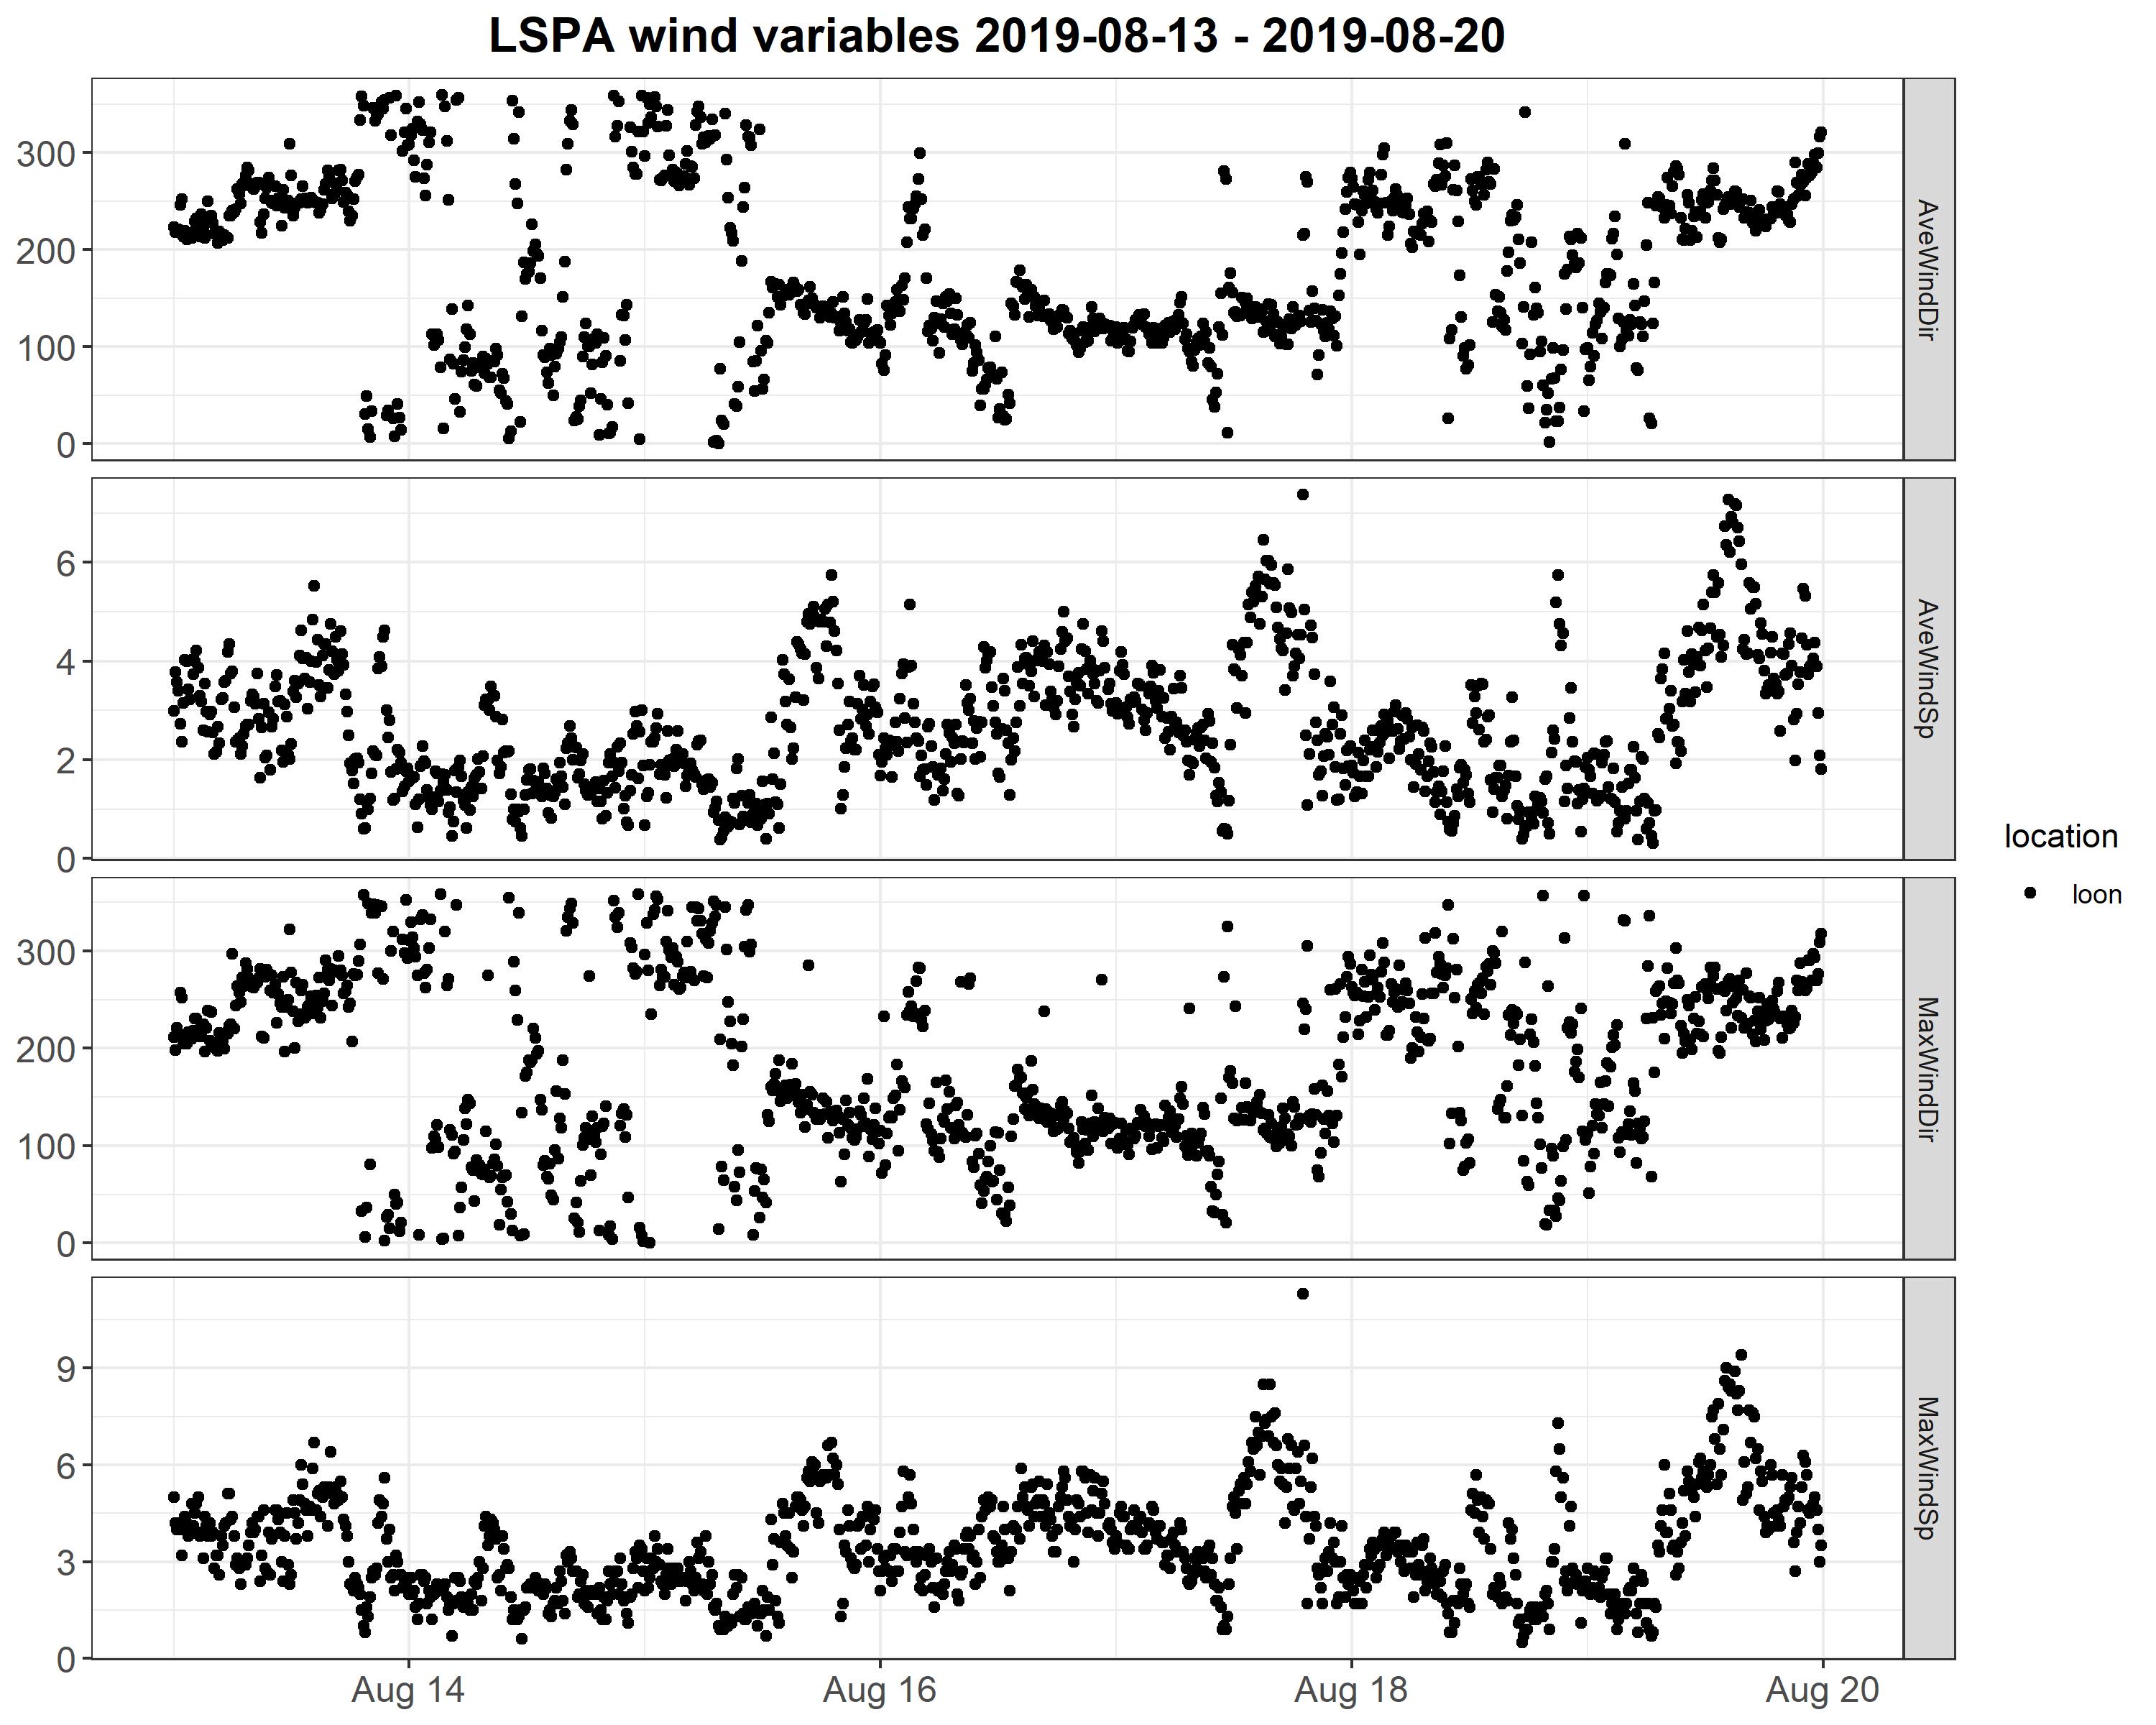 LSPA wind variables 2019-08-13 - 2019-08-20
300
200
100
0
AveWindDir
6
4
2
0
AveWindSp
300
200
100
0
MaxWindDir
9
6
3
0
MaxWindSp
Aug 14
Aug 16
Aug 18
Aug 20
location
loon